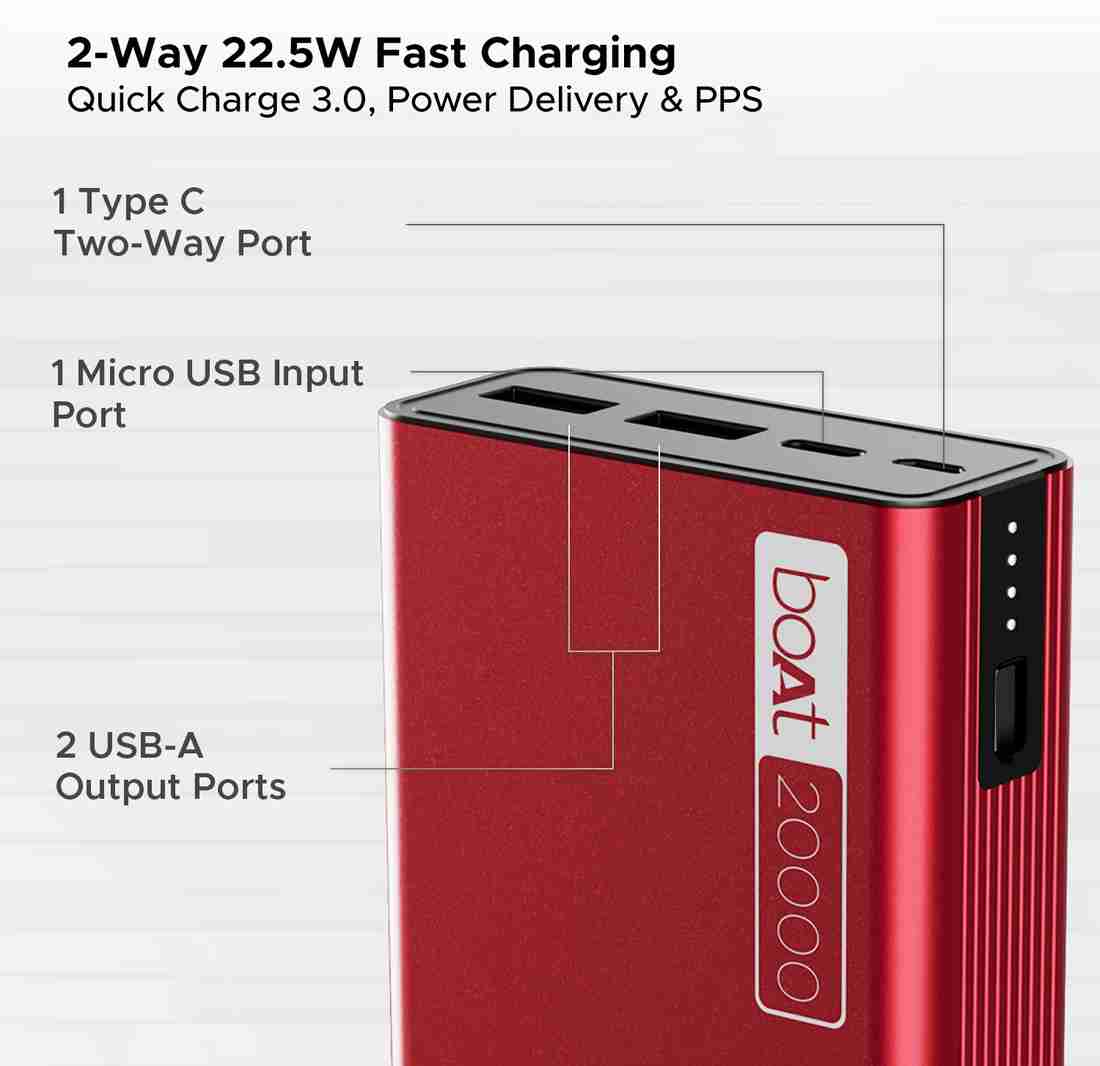 2-Way 22.5W Fast Charging
Quick Charge 3.0, Power Delivery & PPS
1 Type C
Two-Way Port
1 Micro USB Input
Port
2 USB-A
Output Ports
boAt
20000